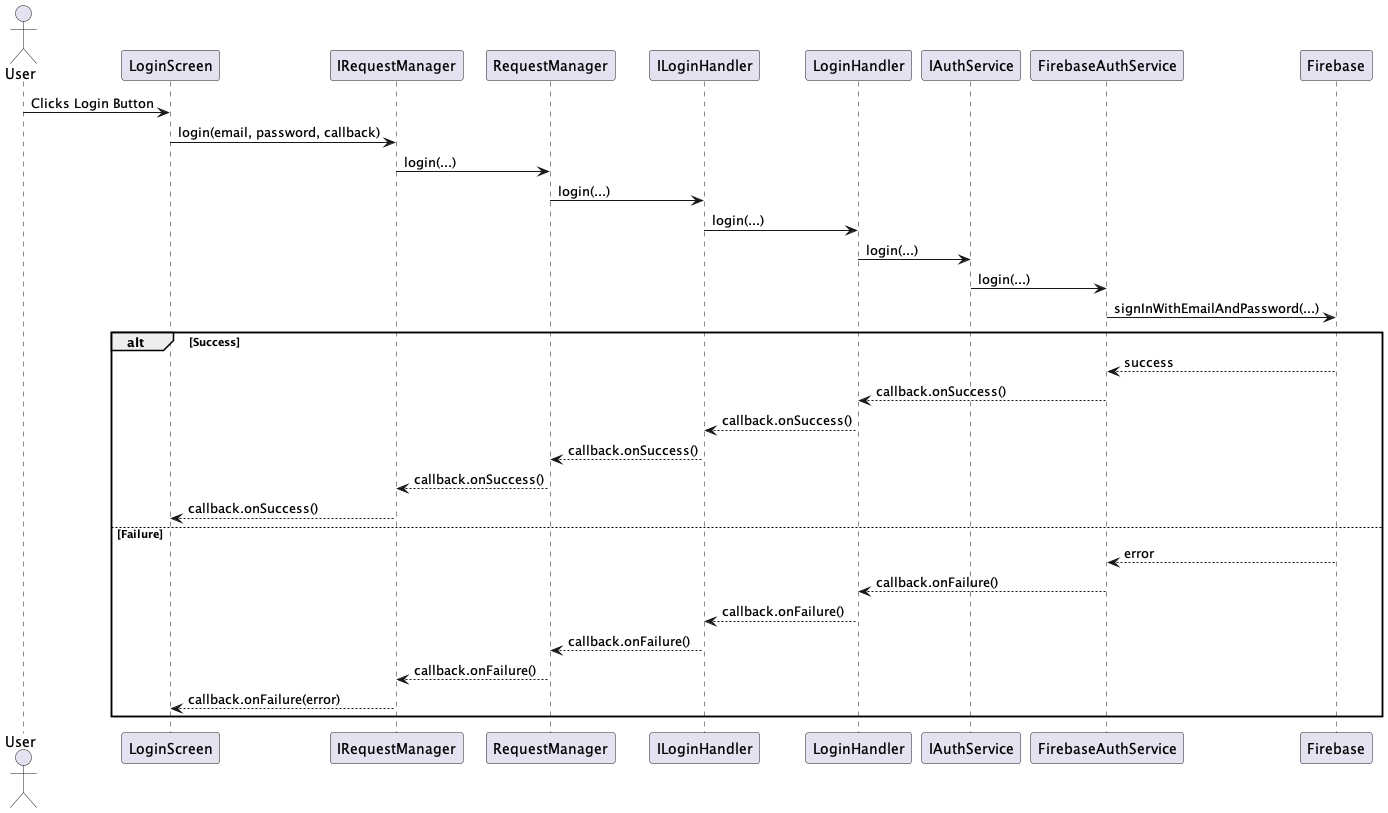 User
LoginScreen
IRequestManager
RequestManager
ILoginHandler
LoginHandler
IAuthService
FirebaseAuthService
Firebase
Clicks Login Button
login(email, password, callback)
login(...)
login(...)
login(...)
login(...)
login(...)
signInWithEmailAndPassword(...)
alt [Success]
success
callback.onSuccess()
callback.onSuccess()
callback.onSuccess()
callback.onSuccess()
callback.onSuccess()
[Failure]
error
callback.onFailure()
callback.onFailure()
callback.onFailure()
callback.onFailure()
callback.onFailure(error)
User
LoginScreen
IRequestManager
RequestManager
ILoginHandler
LoginHandler
IAuthService
FirebaseAuthService
Firebase